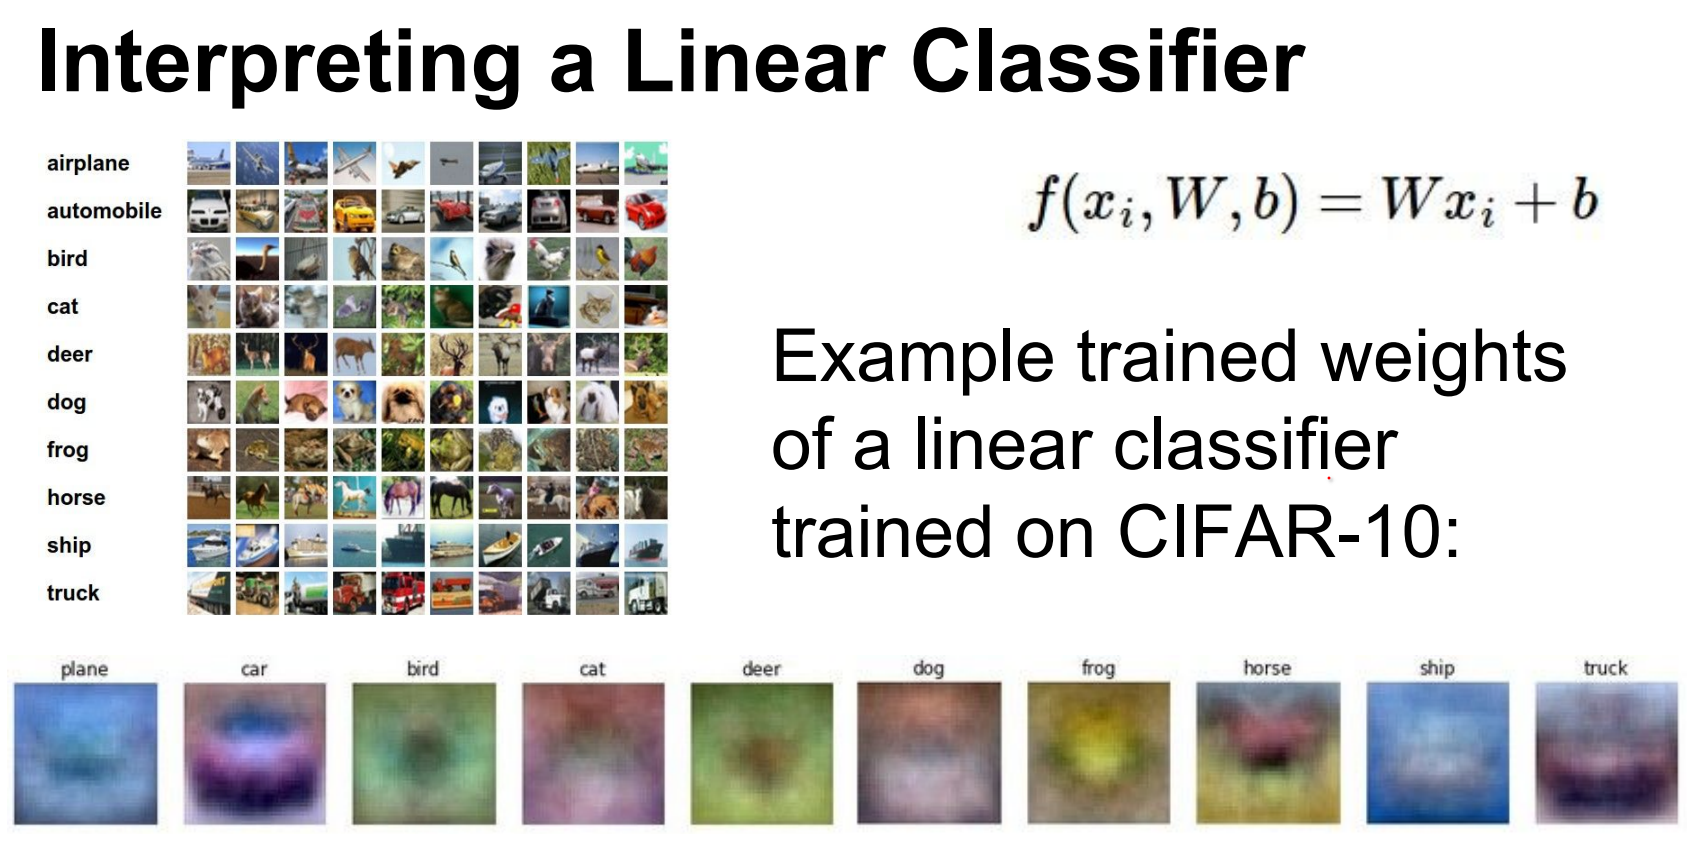 Interpreting a Linear Classifier
airplane
automobile
bird
cat
deer
dog
frog
horse
ship
truck
f(x_i, W, b) = Wx_i + b
Example trained weights
of a linear classifier
trained on CIFAR-10:
plane car bird cat deer dog frog horse ship truck